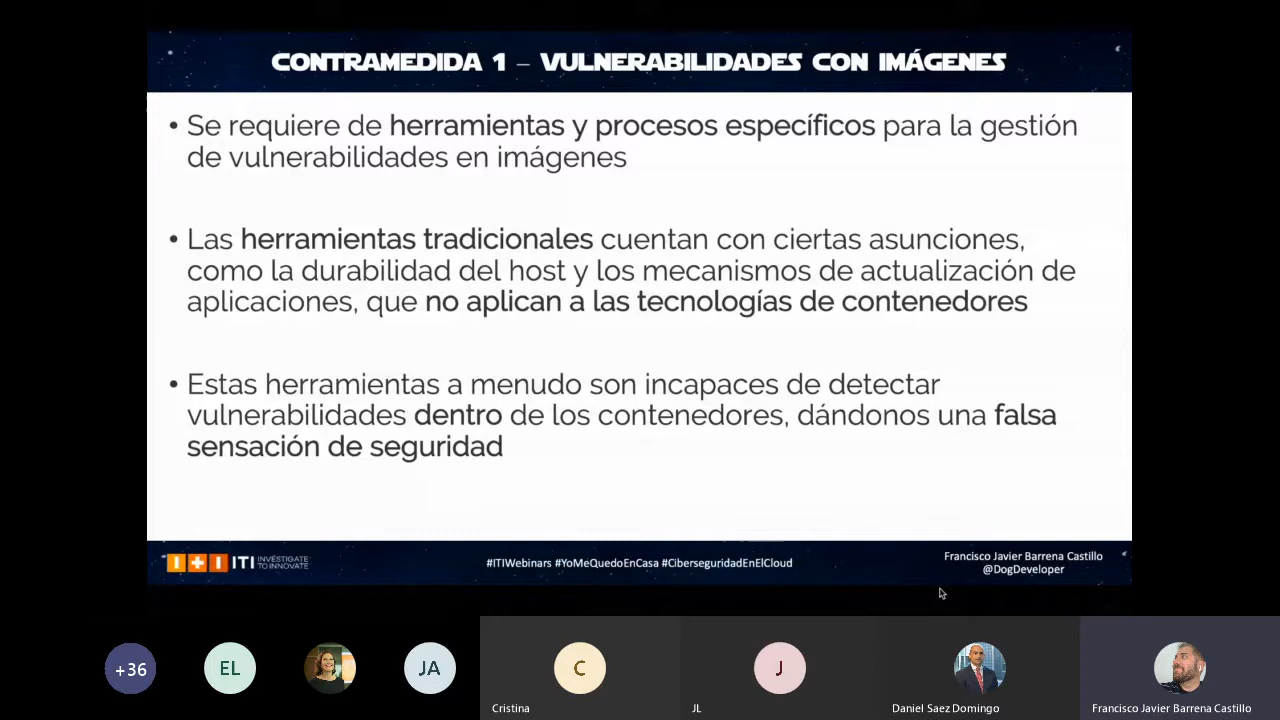 CONTRAMEDIDA 1 – VULNERABILIDADES CON IMÁGENES
• Se requiere de herramientas y procesos específicos para la gestión
de vulnerabilidades en imágenes
• Las herramientas tradicionales cuentan con ciertas asunciones,
como la durabilidad del host y los mecanismos de actualización de
aplicaciones, que no aplican a las tecnologías de contenedores
• Estas herramientas a menudo son incapaces de detectar
vulnerabilidades dentro de los contenedores, dándonos una falsa
sensación de seguridad
ITI INVESTIGATE
TO INNOVATE
#ITIWebinars #YoMeQuedoEnCasa #CiberseguridadEnElCloud
Francisco Javier Barrena Castillo
@DogDeveloper
+36
EL
JA
C
J
Cristina
JL
Daniel Saez Domingo
Francisco Javier Barrena Castillo